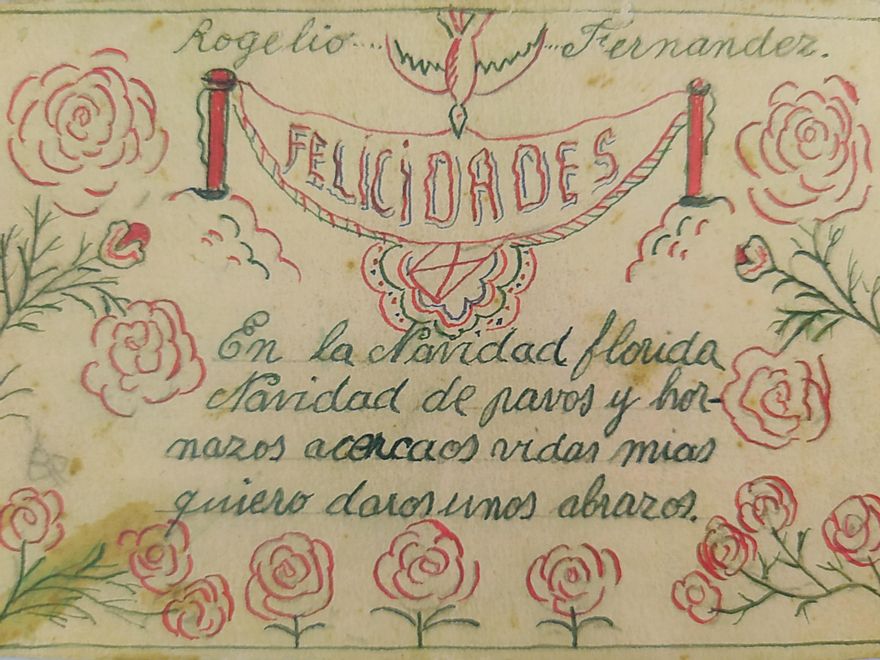 Rogelio Fernandez.
FELICIDADES
En la Navidad florida
Navidad de pavos y hor-
nazos acercaos vidas mias
quiero daros unos abrazos.